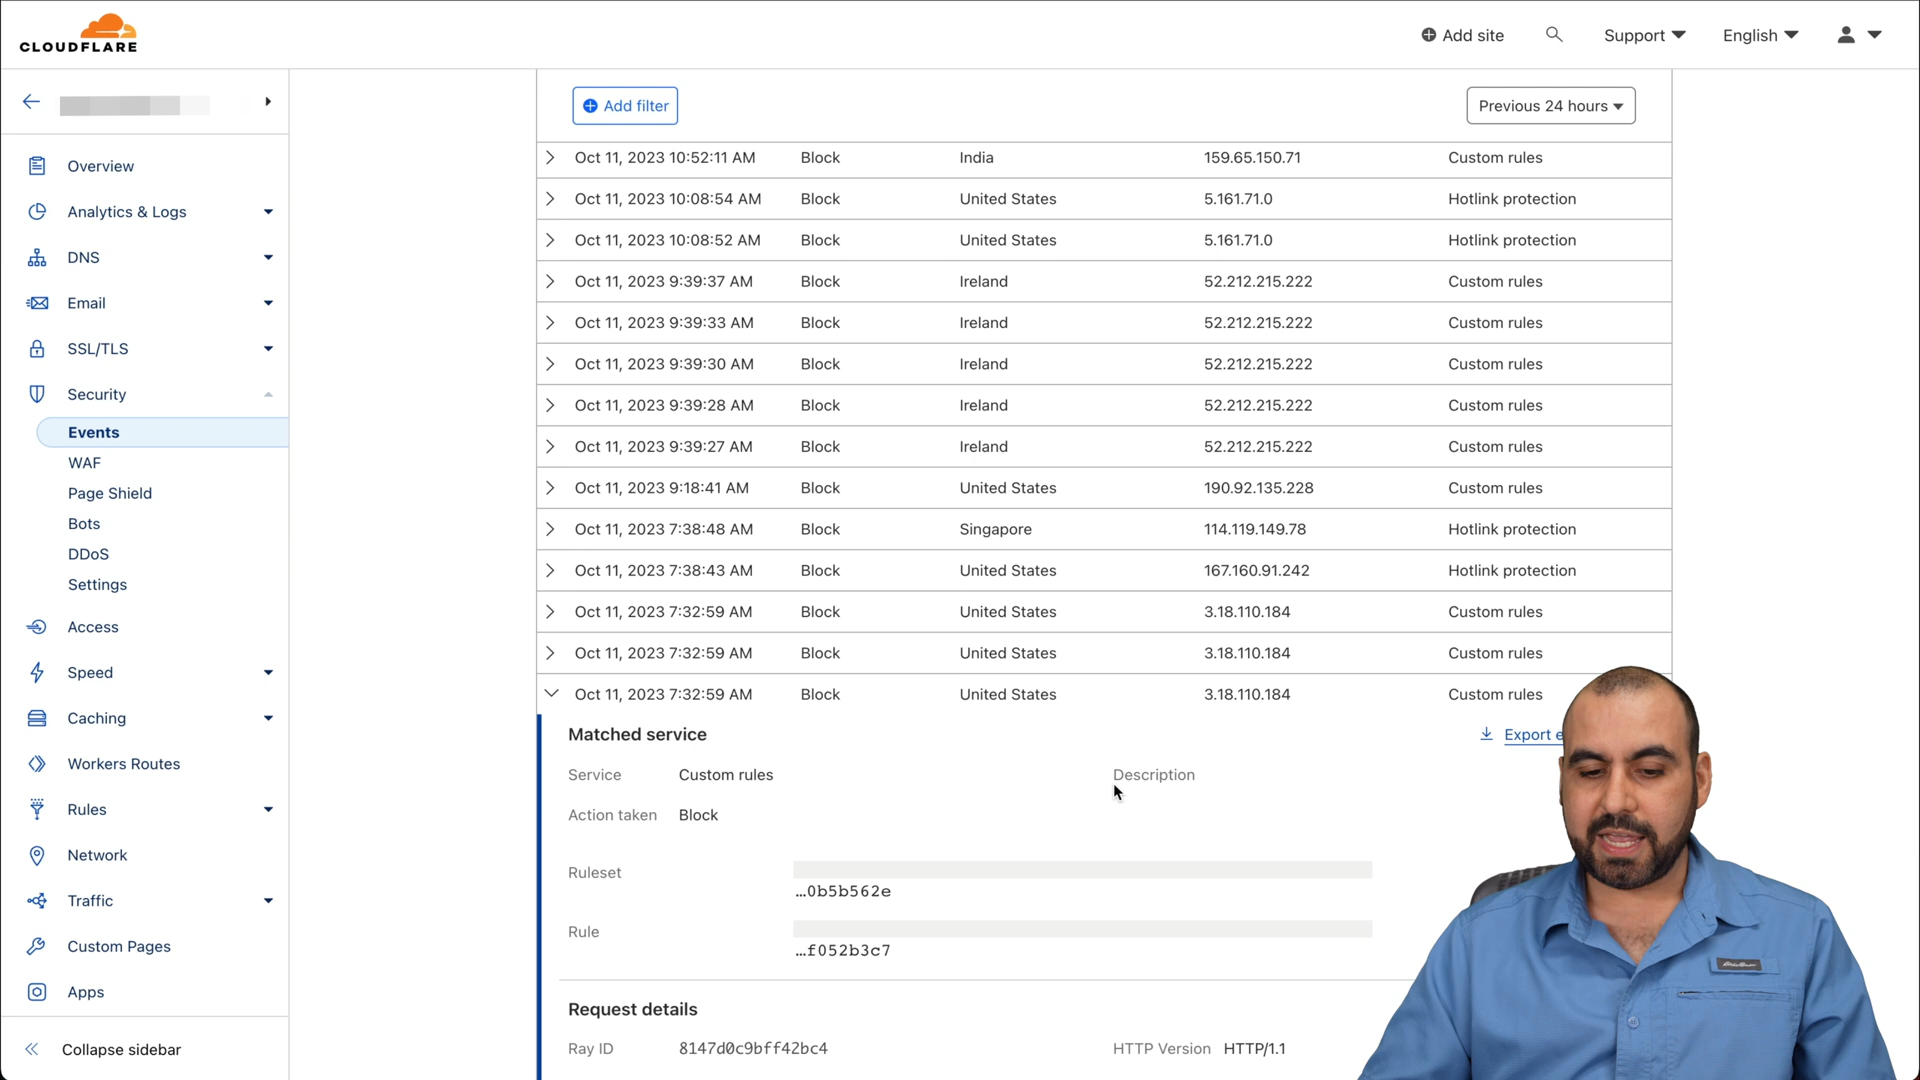 CLOUDFLARE
Add site
Support
English
Add filter
Previous 24 hours
Overview
Analytics & Logs
DNS
Email
SSL/TLS
Security
Events
WAF
Page Shield
Bots
DDoS
Settings
Access
Speed
Caching
Workers Routes
Rules
Network
Traffic
Custom Pages
Apps
Collapse sidebar
Oct 11, 2023 10:52:11 AM Block India 159.65.150.71 Custom rules
Oct 11, 2023 10:08:54 AM Block United States 5.161.71.0 Hotlink protection
Oct 11, 2023 10:08:52 AM Block United States 5.161.71.0 Hotlink protection
Oct 11, 2023 9:39:37 AM Block Ireland 52.212.215.222 Custom rules
Oct 11, 2023 9:39:33 AM Block Ireland 52.212.215.222 Custom rules
Oct 11, 2023 9:39:30 AM Block Ireland 52.212.215.222 Custom rules
Oct 11, 2023 9:39:28 AM Block Ireland 52.212.215.222 Custom rules
Oct 11, 2023 9:39:27 AM Block Ireland 52.212.215.222 Custom rules
Oct 11, 2023 9:18:41 AM Block United States 190.92.135.228 Custom rules
Oct 11, 2023 7:38:48 AM Block Singapore 114.119.149.78 Hotlink protection
Oct 11, 2023 7:38:43 AM Block United States 167.160.91.242 Hotlink protection
Oct 11, 2023 7:32:59 AM Block United States 3.18.110.184 Custom rules
Oct 11, 2023 7:32:59 AM Block United States 3.18.110.184 Custom rules
Oct 11, 2023 7:32:59 AM Block United States 3.18.110.184 Custom rules
Matched service
Export e
Service Custom rules Description
Action taken Block
Ruleset
…0b5b562e
Rule
…f052b3c7
Request details
Ray ID 8147d0c9bff42bc4 HTTP Version HTTP/1.1